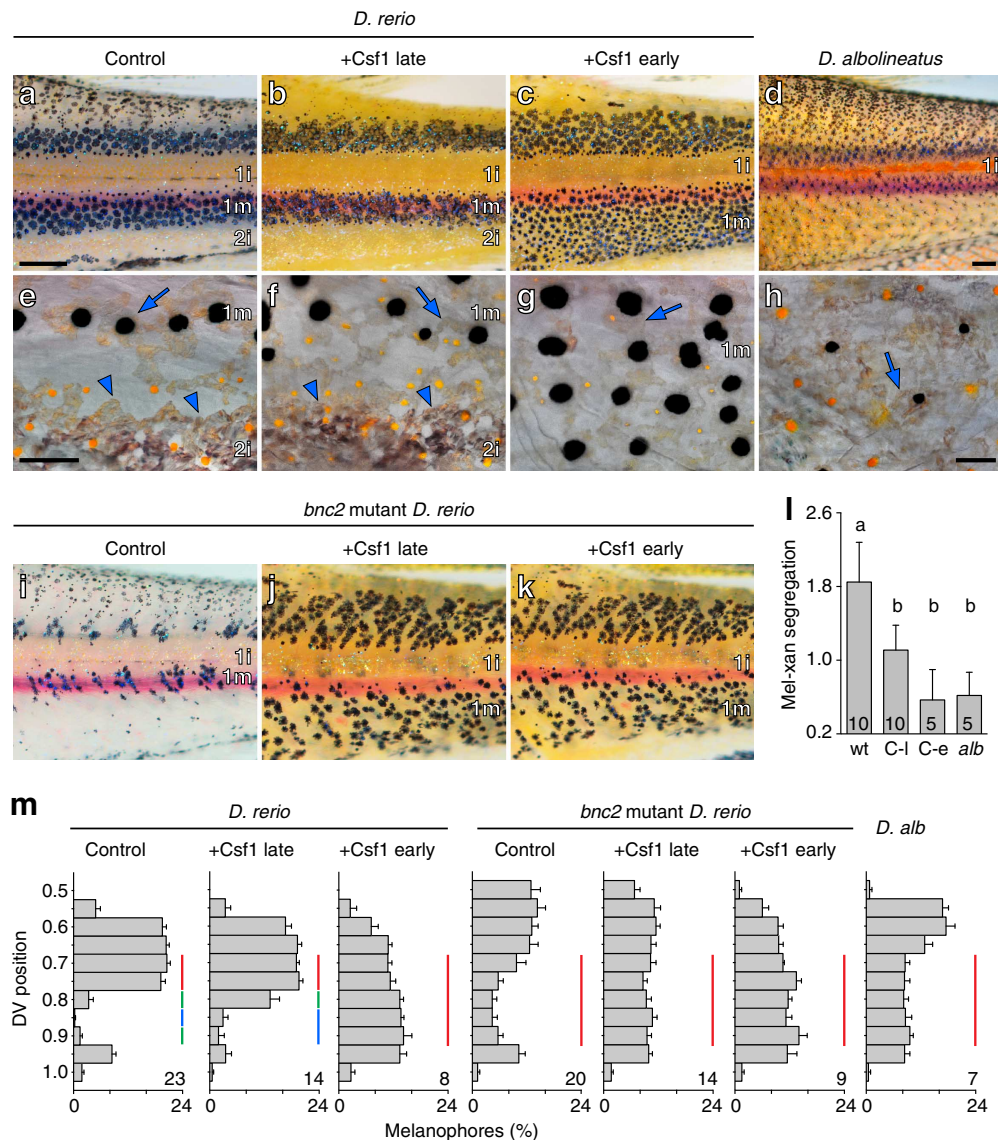 D. rerio
Control +Csf1 late +Csf1 early D. albolineatus
a b c d
1i 1i 1i 1i
1m 1m 1m
2i 2i
e f g h
1m 1m 1m
2i 2i
bnc2 mutant D. rerio
Control +Csf1 late +Csf1 early
i j k
1i 1i 1i
1m 1m 1m
l
Mel-xan segregation
2.6
1.8
1.0
0.2
a b b b
10 10 5 5
wt C-l C-e alb
m
D. rerio bnc2 mutant D. rerio D. alb
Control +Csf1 late +Csf1 early Control +Csf1 late +Csf1 early
DV position
0.5
0.6
0.7
0.8
0.9
1.0
23 14 8 20 14 9 7
0 24 0 24 0 24 0 24 0 24 0 24 0 24
Melanophores (%)